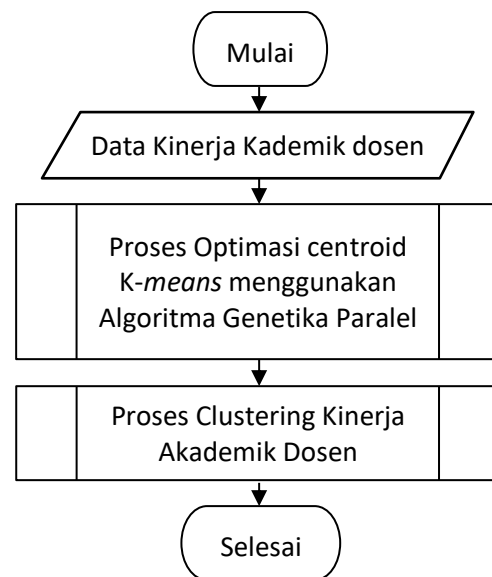 Mulai
Data Kinerja Kademik dosen
Proses Optimasi centroid
K-means menggunakan
Algoritma Genetika Paralel
Proses Clustering Kinerja
Akademik Dosen
Selesai